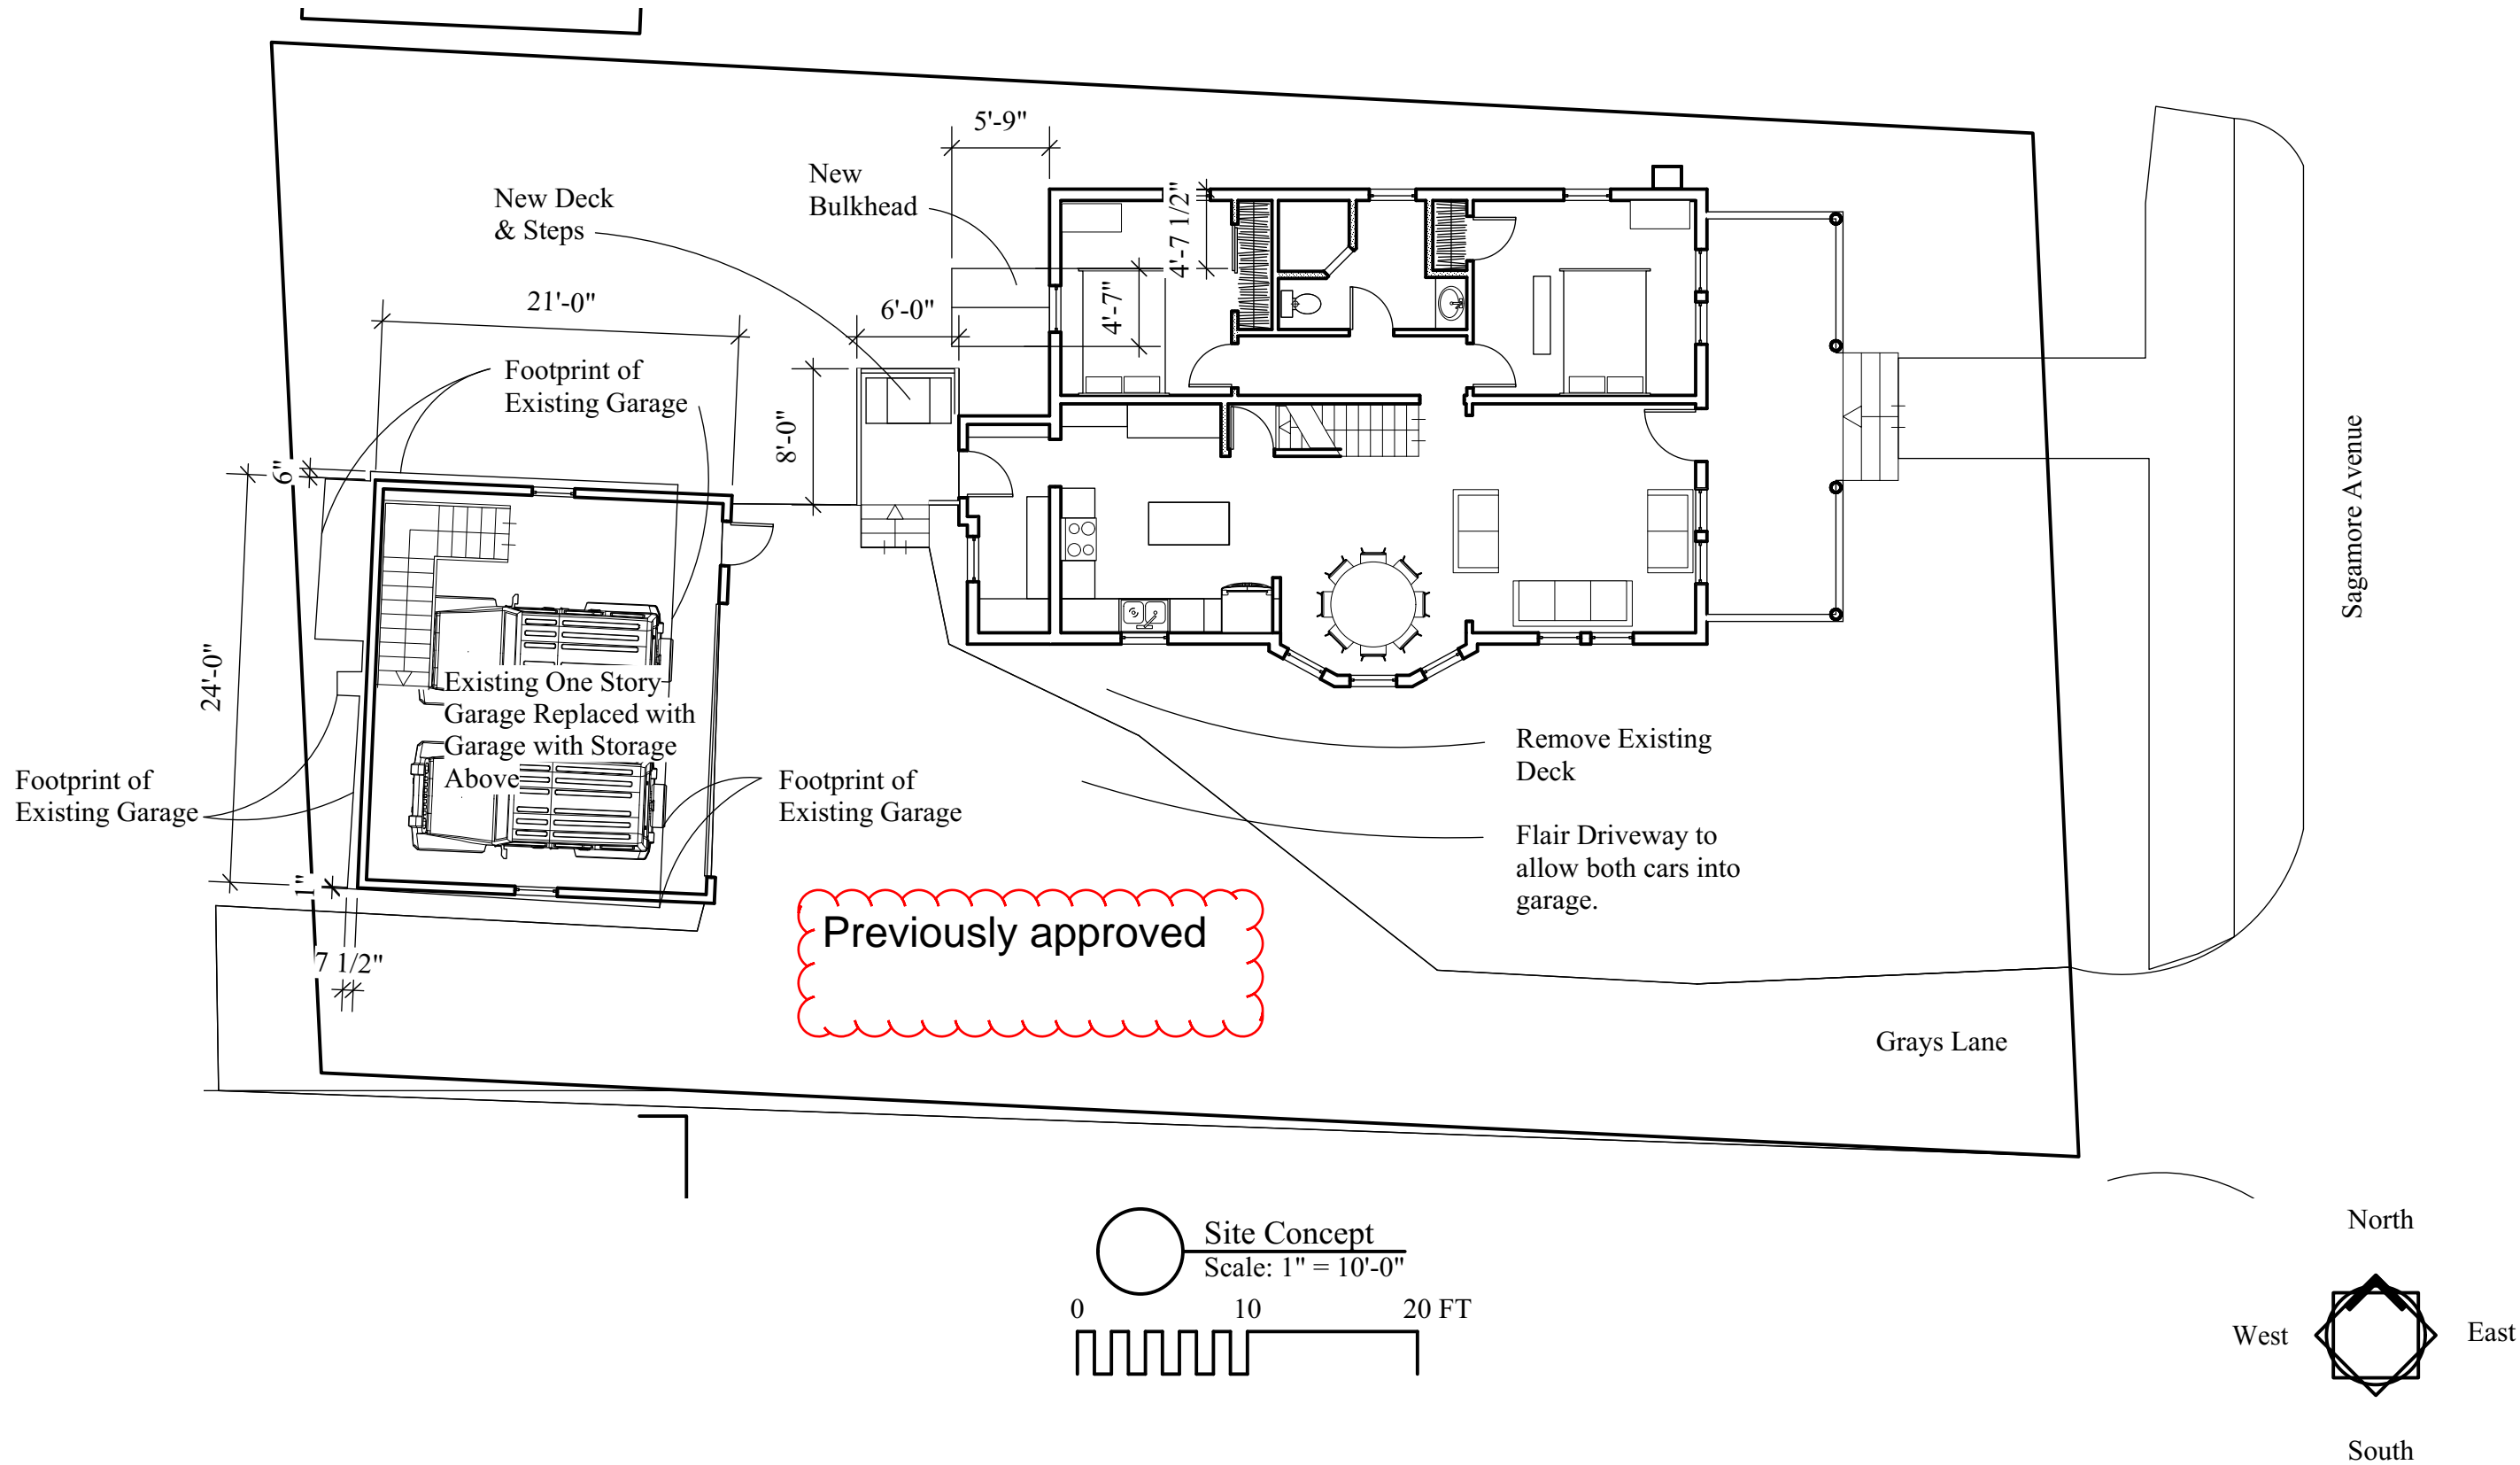 5'-9"
New
Bulkhead
New Deck
& Steps
4'-7 1/2"
21'-0"
6'-0"
4'-7"
Footprint of
Existing Garage
8'-0"
6"
24'-0"
Sagamore Avenue
Existing One Story
Garage Replaced with
Garage with Storage
Above
Footprint of
Existing Garage
Footprint of
Existing Garage
Remove Existing
Deck
Flair Driveway to
allow both cars into
garage.
1"
7 1/2"
Previously approved
Grays Lane
Site Concept
Scale: 1" = 10'-0"
0 10 20 FT
North
West
East
South